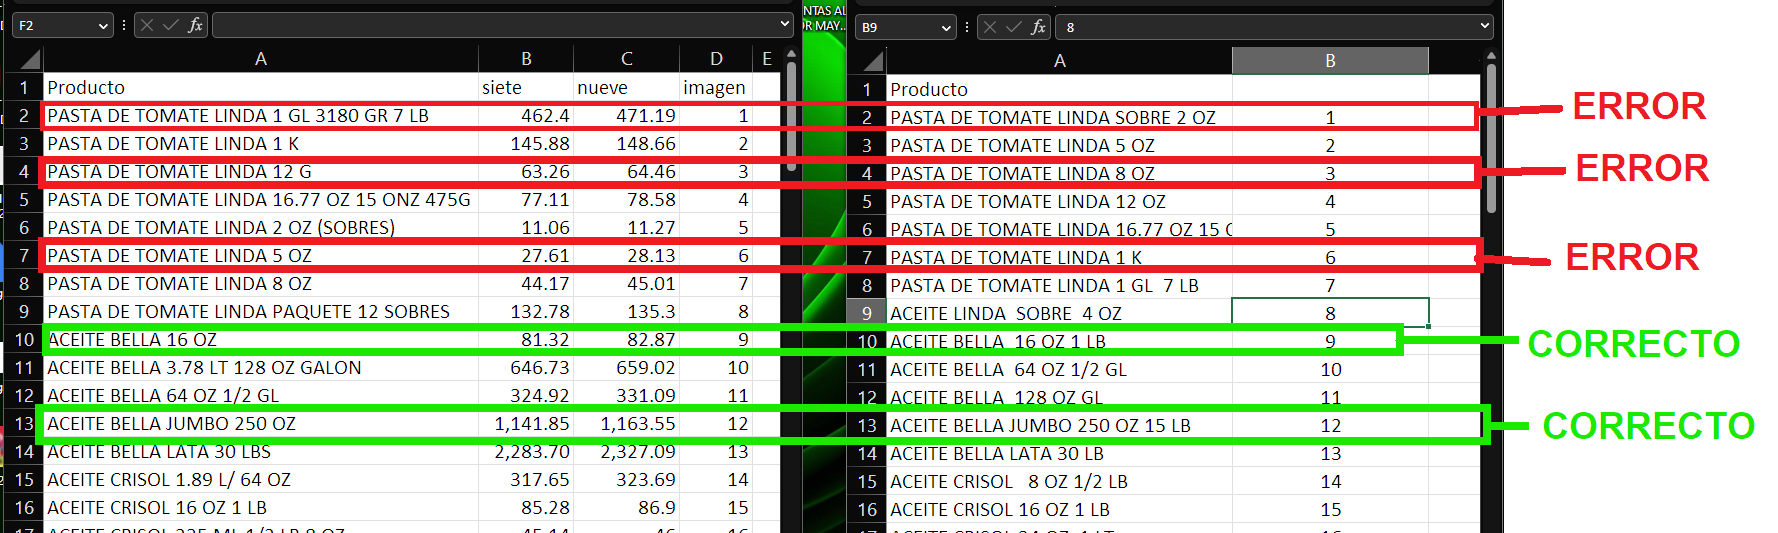 NTAS AL
R MAY...
F2
fx
B9
fx 8
A B C D E
1 Producto siete nueve imagen
2 PASTA DE TOMATE LINDA 1 GL 3180 GR 7 LB 462.4 471.19 1
3 PASTA DE TOMATE LINDA 1 K 145.88 148.66 2
4 PASTA DE TOMATE LINDA 12 G 63.26 64.46 3
5 PASTA DE TOMATE LINDA 16.77 OZ 15 ONZ 475G 77.11 78.58 4
6 PASTA DE TOMATE LINDA 2 OZ (SOBRES) 11.06 11.27 5
7 PASTA DE TOMATE LINDA 5 OZ 27.61 28.13 6
8 PASTA DE TOMATE LINDA 8 OZ 44.17 45.01 7
9 PASTA DE TOMATE LINDA PAQUETE 12 SOBRES 132.78 135.3 8
10 ACEITE BELLA 16 OZ 81.32 82.87 9
11 ACEITE BELLA 3.78 LT 128 OZ GALON 646.73 659.02 10
12 ACEITE BELLA 64 OZ 1/2 GL 324.92 331.09 11
13 ACEITE BELLA JUMBO 250 OZ 1,141.85 1,163.55 12
14 ACEITE BELLA LATA 30 LBS 2,283.70 2,327.09 13
15 ACEITE CRISOL 1.89 L/ 64 OZ 317.65 323.69 14
16 ACEITE CRISOL 16 OZ 1 LB 85.28 86.9 15
A B
1 Producto
2 PASTA DE TOMATE LINDA SOBRE 2 OZ 1
3 PASTA DE TOMATE LINDA 5 OZ 2
4 PASTA DE TOMATE LINDA 8 OZ 3
5 PASTA DE TOMATE LINDA 12 OZ 4
6 PASTA DE TOMATE LINDA 16.77 OZ 15 5
7 PASTA DE TOMATE LINDA 1 K 6
8 PASTA DE TOMATE LINDA 1 GL 7 LB 7
9 ACEITE LINDA SOBRE 4 OZ 8
10 ACEITE BELLA 16 OZ 1 LB 9
11 ACEITE BELLA 64 OZ 1/2 GL 10
12 ACEITE BELLA 128 OZ GL 11
13 ACEITE BELLA JUMBO 250 OZ 15 LB 12
14 ACEITE BELLA LATA 30 LB 13
15 ACEITE CRISOL 8 OZ 1/2 LB 14
16 ACEITE CRISOL 16 OZ 1 LB 15
ERROR
ERROR
ERROR
CORRECTO
CORRECTO